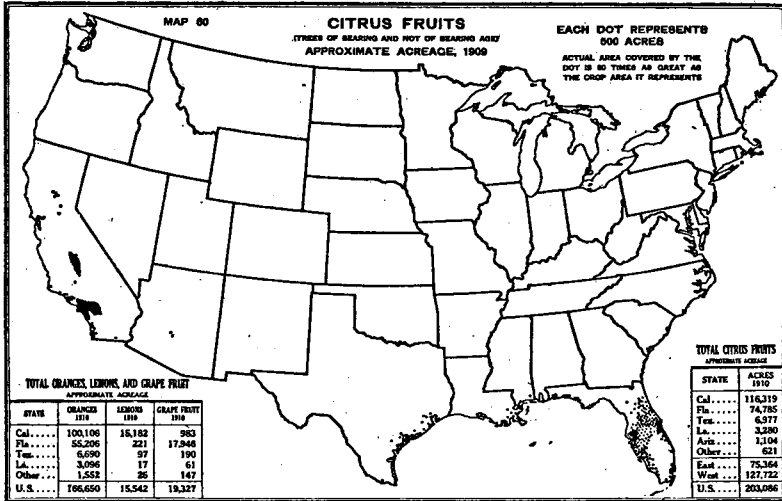 MAP 60
CITRUS FRUITS
(TREES OF BEARING AND NOT OF BEARING AGE)
APPROXIMATE ACREAGE, 1909
EACH DOT REPRESENTS
500 ACRES
ACTUAL AREA COVERED BY THE
DOT IS 80 TIMES AS GREAT AS
THE CROP AREA IT REPRESENTS
TOTAL ORANGES, LEMONS, AND GRAPE FRUIT
APPROXIMATE ACREAGE
STATE ORANGES 1910 LEMONS 1910 GRAPE FRUIT 1910
Cal..... 100,106 15,182 983
Fla..... 55,206 221 17,946
Tex..... 6,690 97 190
La..... 3,096 17 61
Other... 1,552 25 147
U.S..... 166,650 15,542 19,327
TOTAL CITRUS FRUITS
APPROXIMATE ACREAGE
STATE ACRES 1910
Cal..... 116,319
Fla..... 74,785
Tex..... 6,977
La..... 3,280
Ariz.... 1,104
Other... 621
East.... 75,364
West.... 127,722
U.S..... 203,086